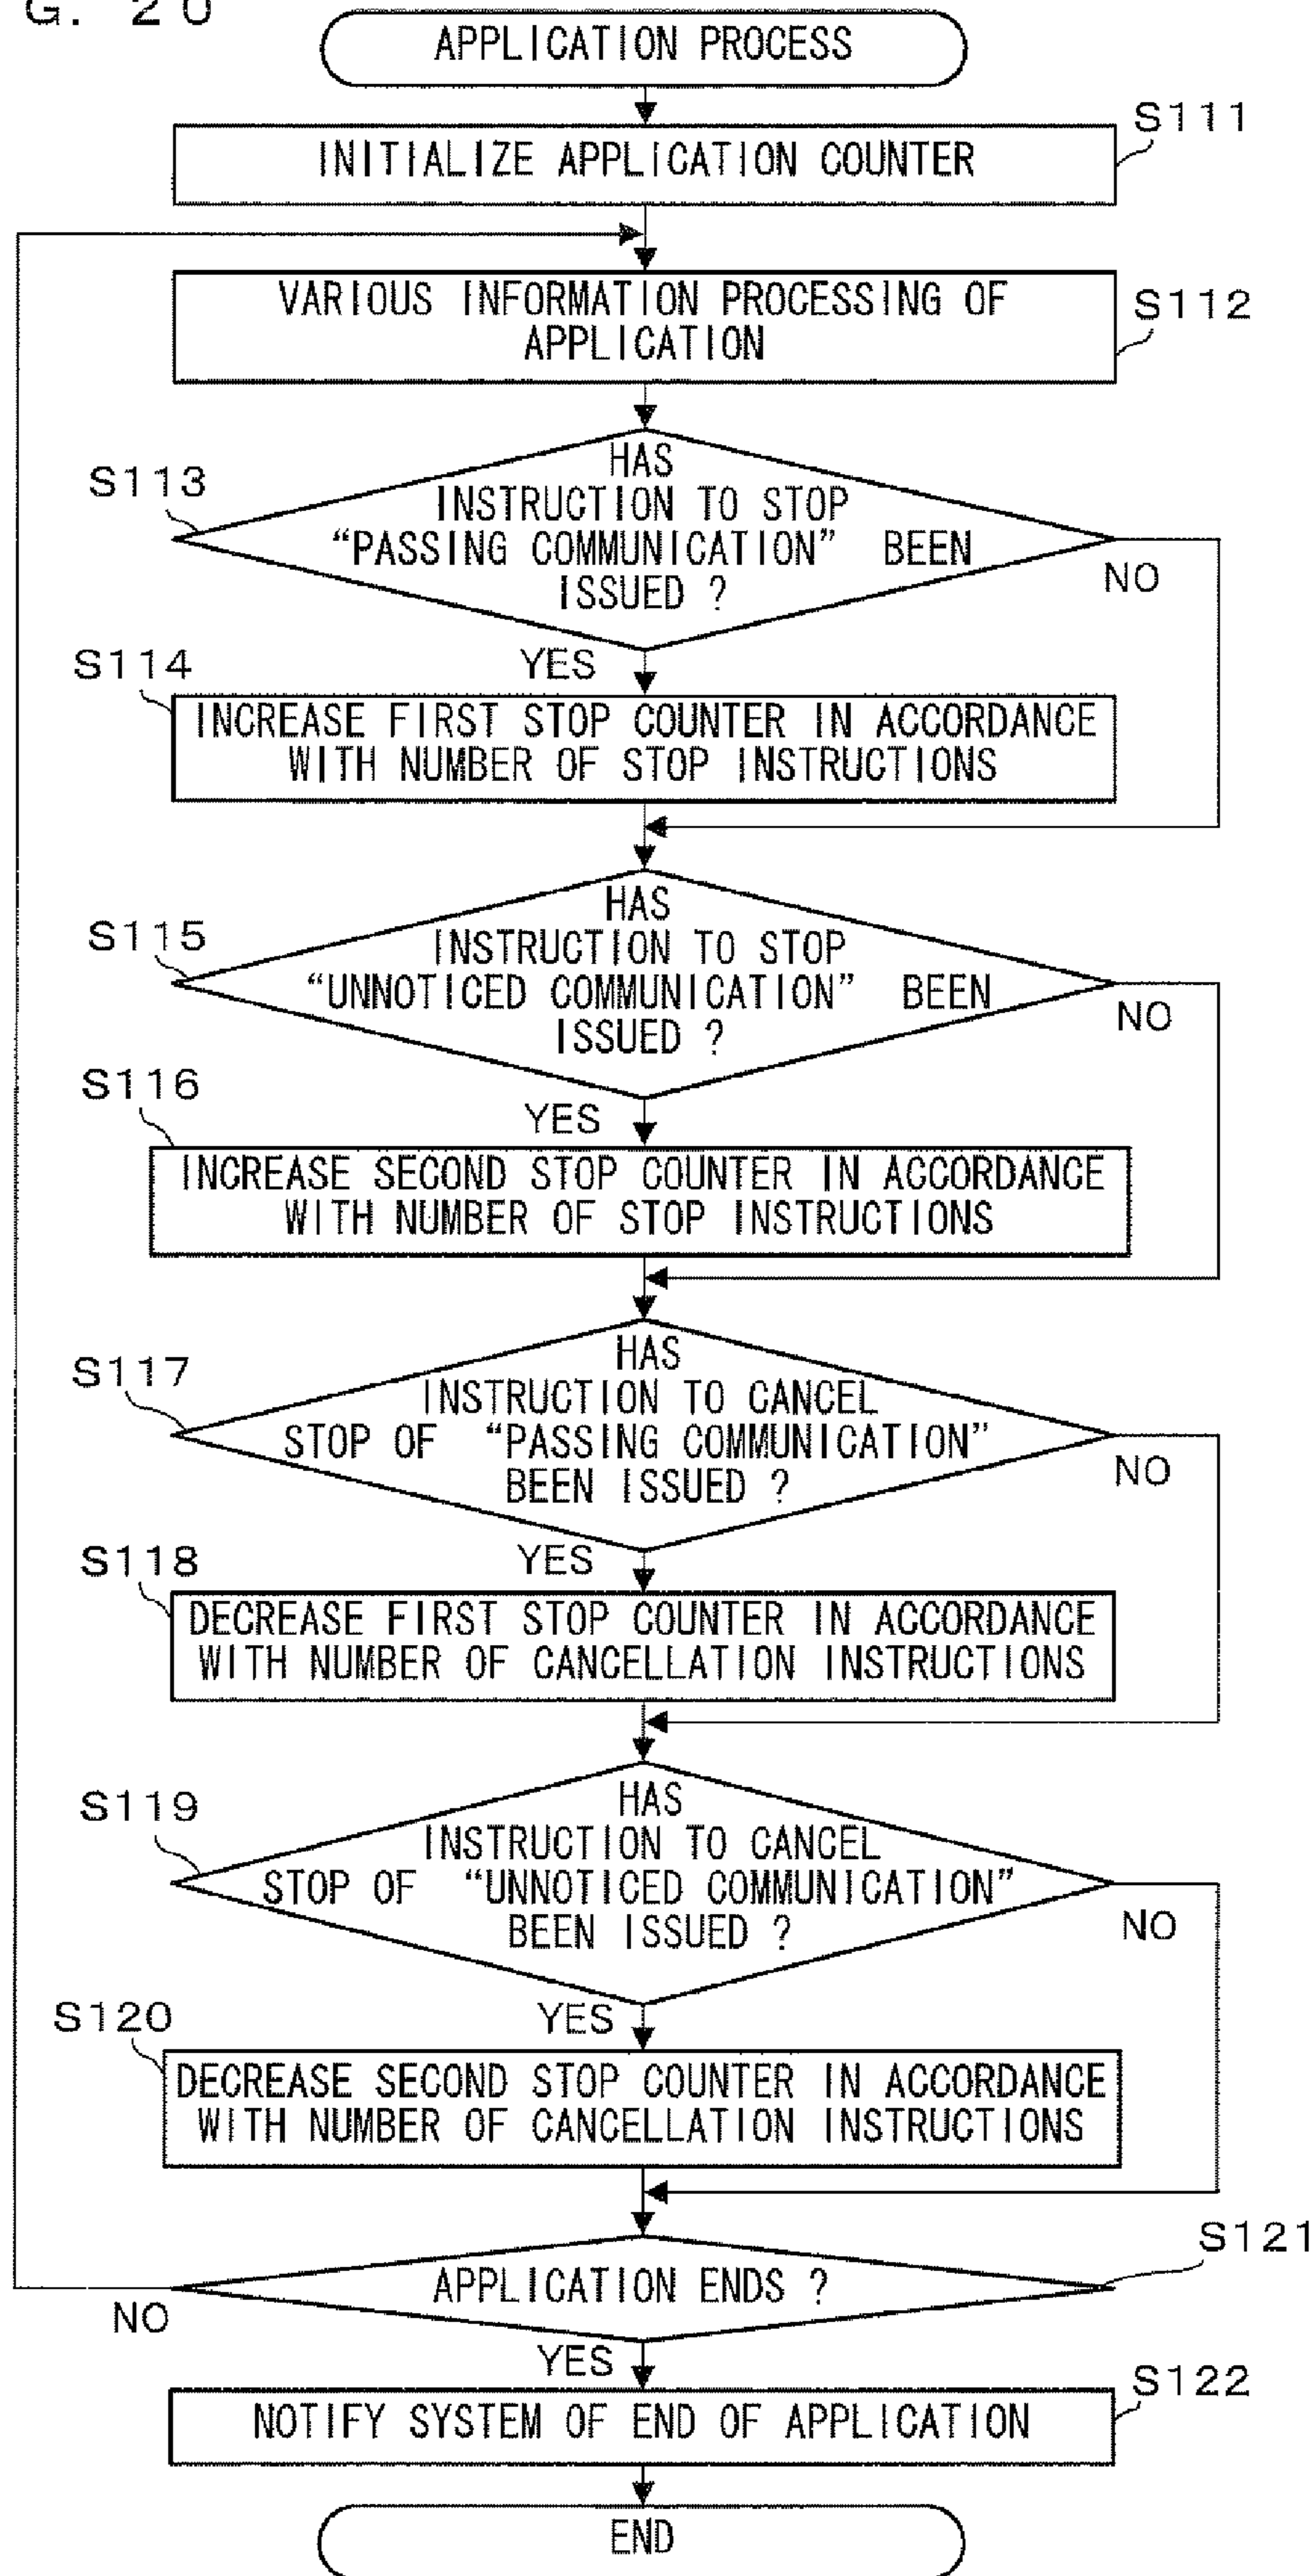 G. 20
APPLICATION PROCESS
S111
INITIALIZE APPLICATION COUNTER
VARIOUS INFORMATION PROCESSING OF
APPLICATION
S112
S113
HAS
INSTRUCTION TO STOP
“PASSING COMMUNICATION” BEEN
ISSUED ?
NO
YES
S114
INCREASE FIRST STOP COUNTER IN ACCORDANCE
WITH NUMBER OF STOP INSTRUCTIONS
S115
HAS
INSTRUCTION TO STOP
“UNNOTICED COMMUNICATION” BEEN
ISSUED ?
NO
YES
S116
INCREASE SECOND STOP COUNTER IN ACCORDANCE
WITH NUMBER OF STOP INSTRUCTIONS
S117
HAS
INSTRUCTION TO CANCEL
STOP OF “PASSING COMMUNICATION”
BEEN ISSUED ?
NO
YES
S118
DECREASE FIRST STOP COUNTER IN ACCORDANCE
WITH NUMBER OF CANCELLATION INSTRUCTIONS
S119
HAS
INSTRUCTION TO CANCEL
STOP OF “UNNOTICED COMMUNICATION”
BEEN ISSUED ?
NO
YES
S120
DECREASE SECOND STOP COUNTER IN ACCORDANCE
WITH NUMBER OF CANCELLATION INSTRUCTIONS
S121
APPLICATION ENDS ?
NO
YES
S122
NOTIFY SYSTEM OF END OF APPLICATION
END